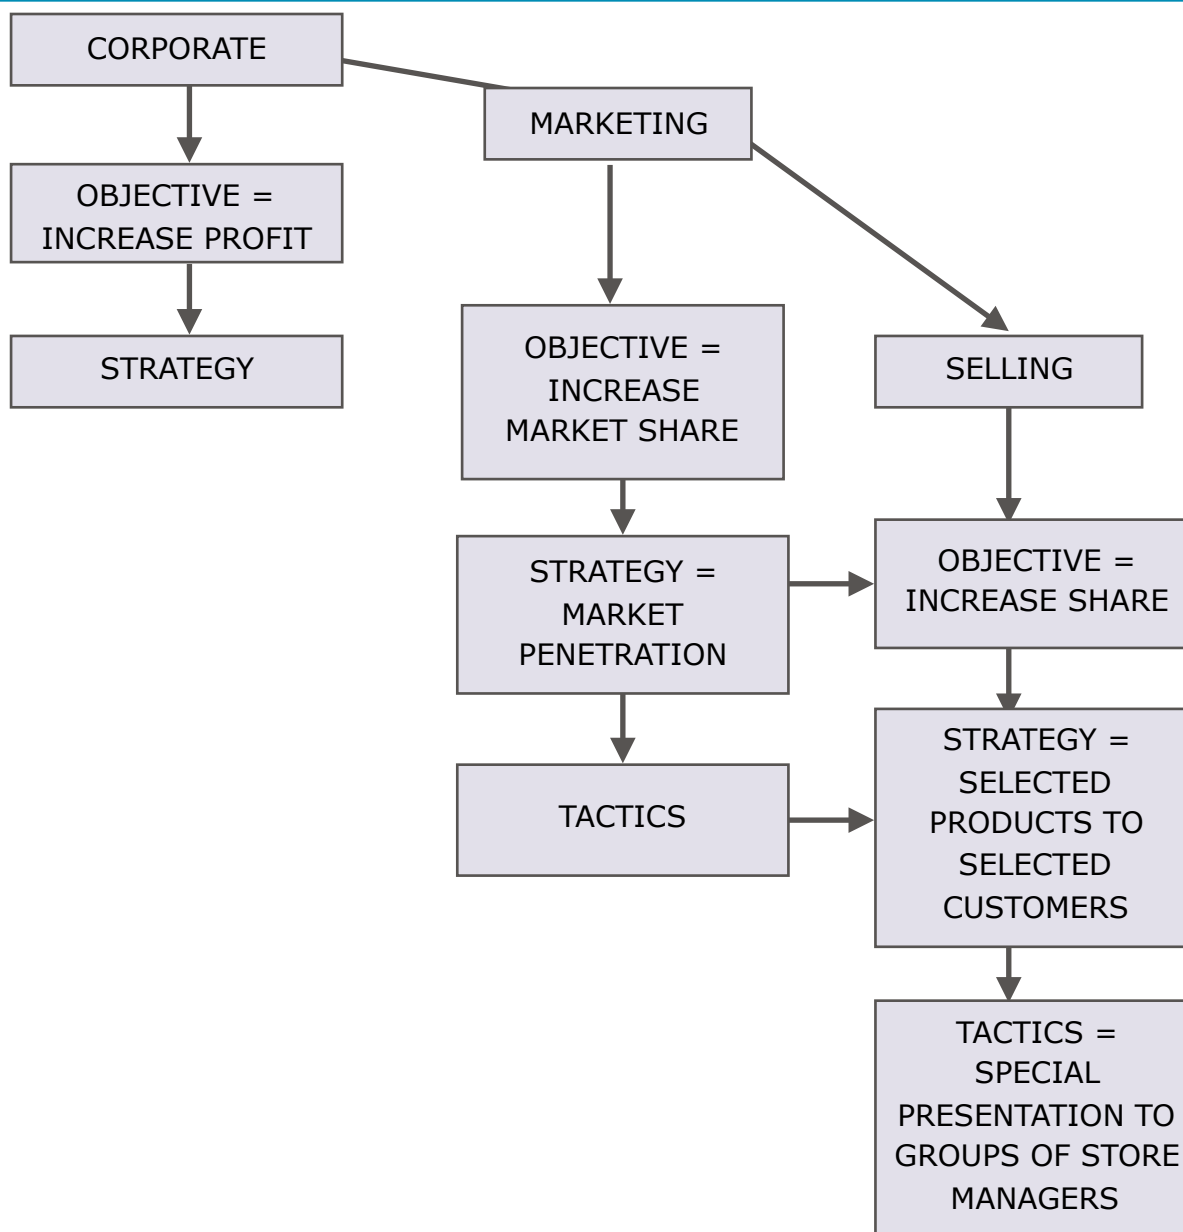 CORPORATE
MARKETING
OBJECTIVE =
INCREASE PROFIT
STRATEGY
OBJECTIVE =
INCREASE
MARKET SHARE
SELLING
STRATEGY =
MARKET
PENETRATION
OBJECTIVE =
INCREASE SHARE
TACTICS
STRATEGY =
SELECTED
PRODUCTS TO
SELECTED
CUSTOMERS
TACTICS =
SPECIAL
PRESENTATION TO
GROUPS OF STORE
MANAGERS